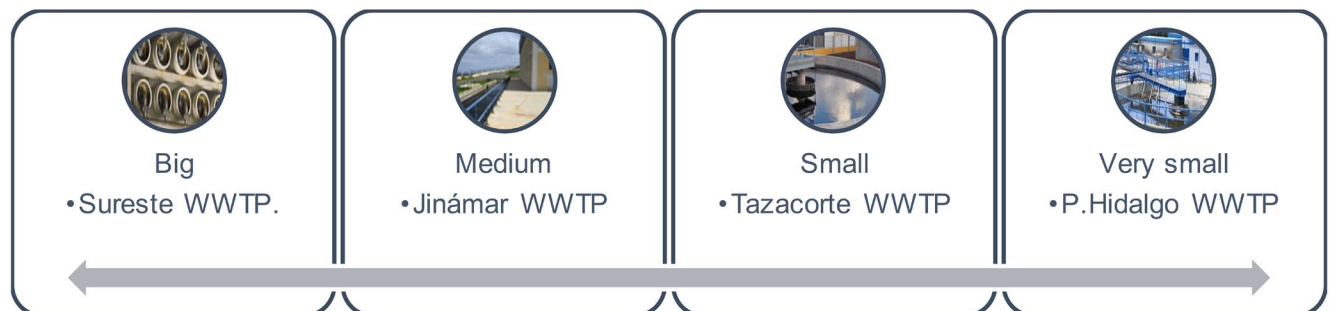 Big
•Sureste WWTP.
Medium
•Jinámar WWTP
Small
•Tazacorte WWTP
Very small
•P.Hidalgo WWTP